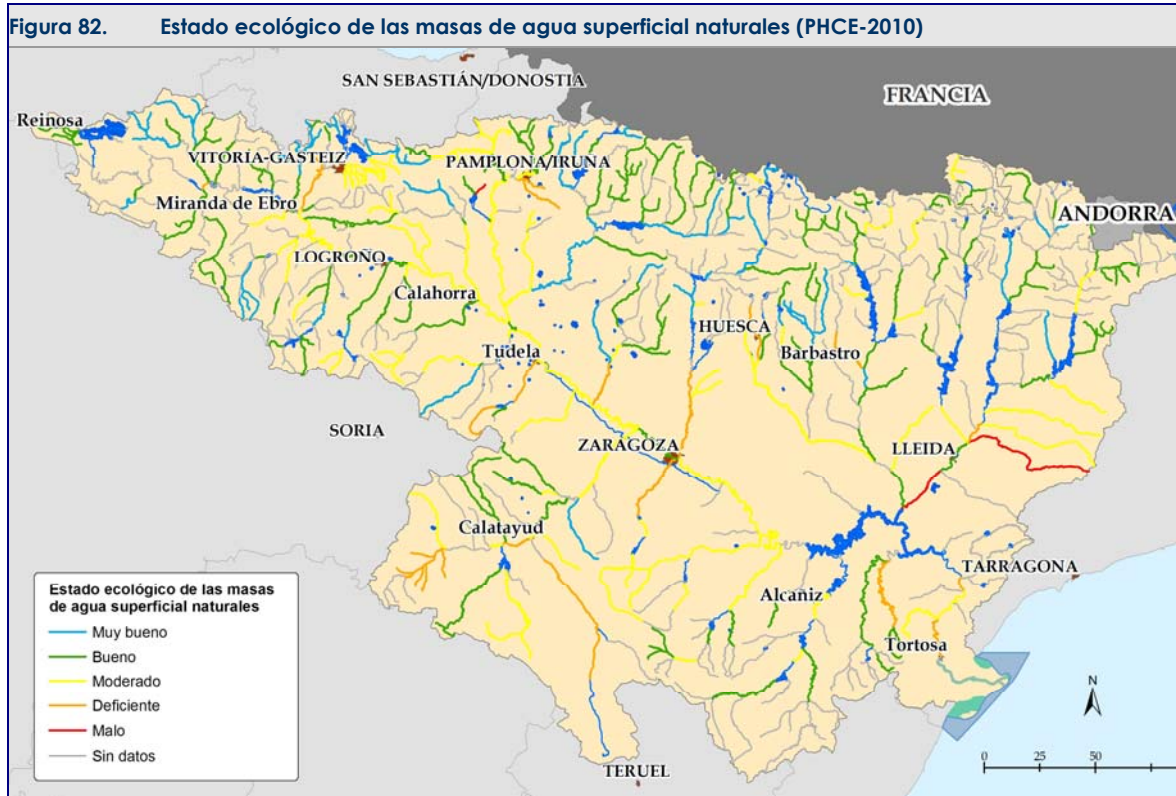 Figura 82. Estado ecológico de las masas de agua superficial naturales (PHCE-2010)
SAN SEBASTIÁN/DONOSTIA
FRANCIA
Reinosa
VITORIA-GASTEIZ
PAMPLONA/IRUNA
Miranda de Ebro
ANDORRA
LOGROÑO
Calahorra
HUESCA
Barbastro
Tudela
SORIA
ZARAGOZA
LLEIDA
Calatayud
TARRAGONA
Alcañiz
Tortosa
TERUEL
Estado ecológico de las masas
de agua superficial naturales
Muy bueno
Bueno
Moderado
Deficiente
Malo
Sin datos
N
0 25 50